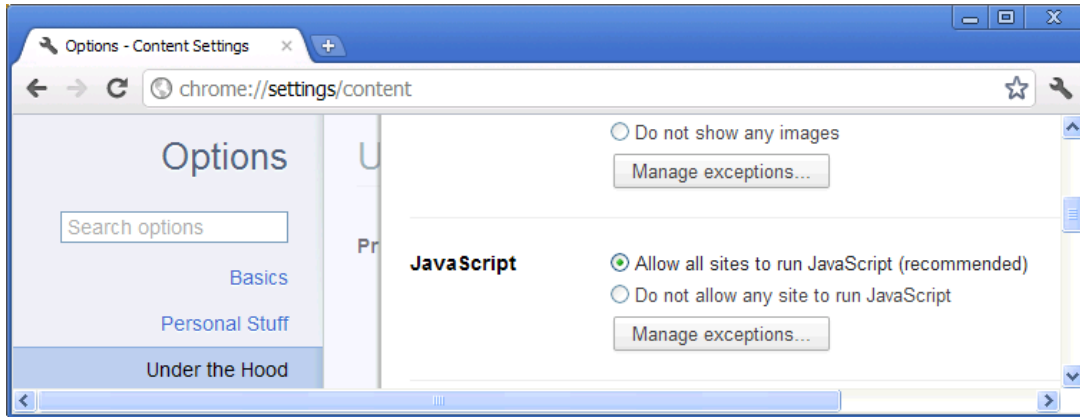 Options - Content Settings
chrome://settings/content
Options
Search options
Basics
Personal Stuff
Under the Hood
U
Pr
Do not show any images
Manage exceptions...
JavaScript
Allow all sites to run JavaScript (recommended)
Do not allow any site to run JavaScript
Manage exceptions...